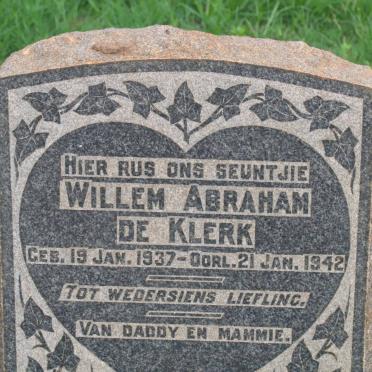 HIER RUS ONS SEUNTJIE
WILLEM ABRAHAM
DE KLERK
GEB. 19 JAN. 1937 - OORL. 21 JAN. 1942
TOT WEDERSIENS LIEFLING.
VAN DADDY EN MAMMIE.